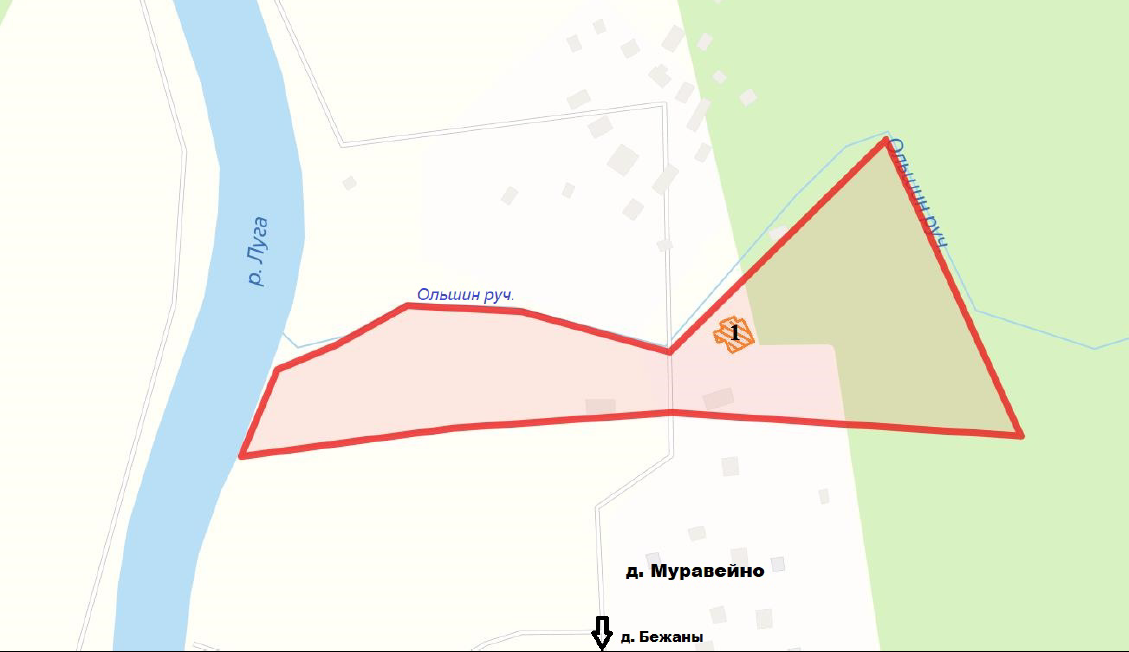 Ольшин руч.
р. Луга
Ольшин руч.
1
д. Муравейно
д. Бежаны